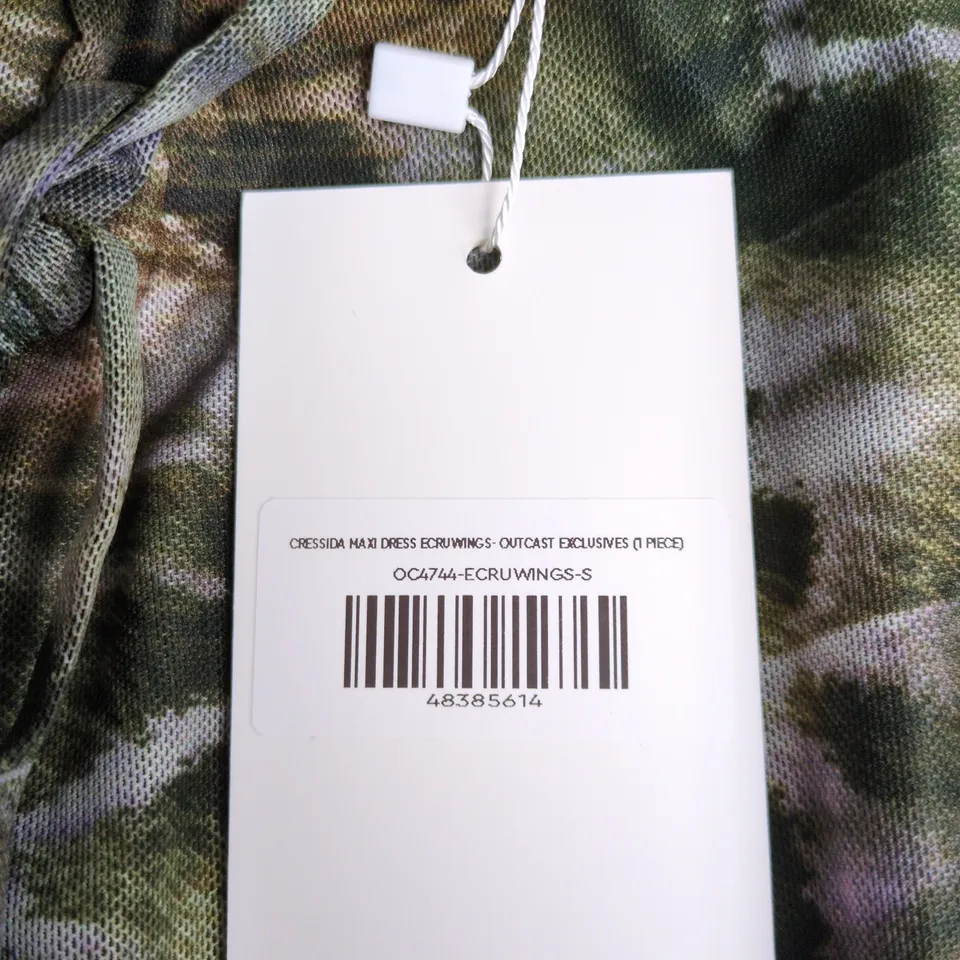 CRESSIDA MAXI DRESS ECRUWINGS- OUTCAST EXCLUSIVES (1 PIECE)
OC4744-ECRUWINGS-S
48385614